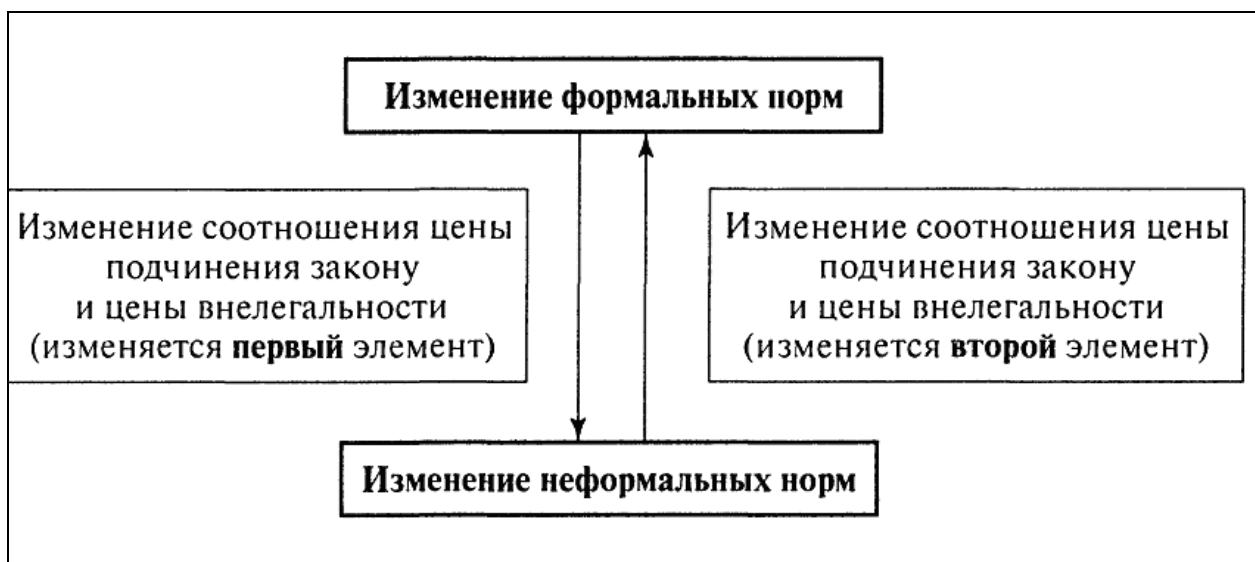 Изменение формальных норм
Изменение соотношения цены
подчинения закону
и цены внелегальности
(изменяется первый элемент)
Изменение соотношения цены
подчинения закону
и цены внелегальности
(изменяется второй элемент)
Изменение неформальных норм